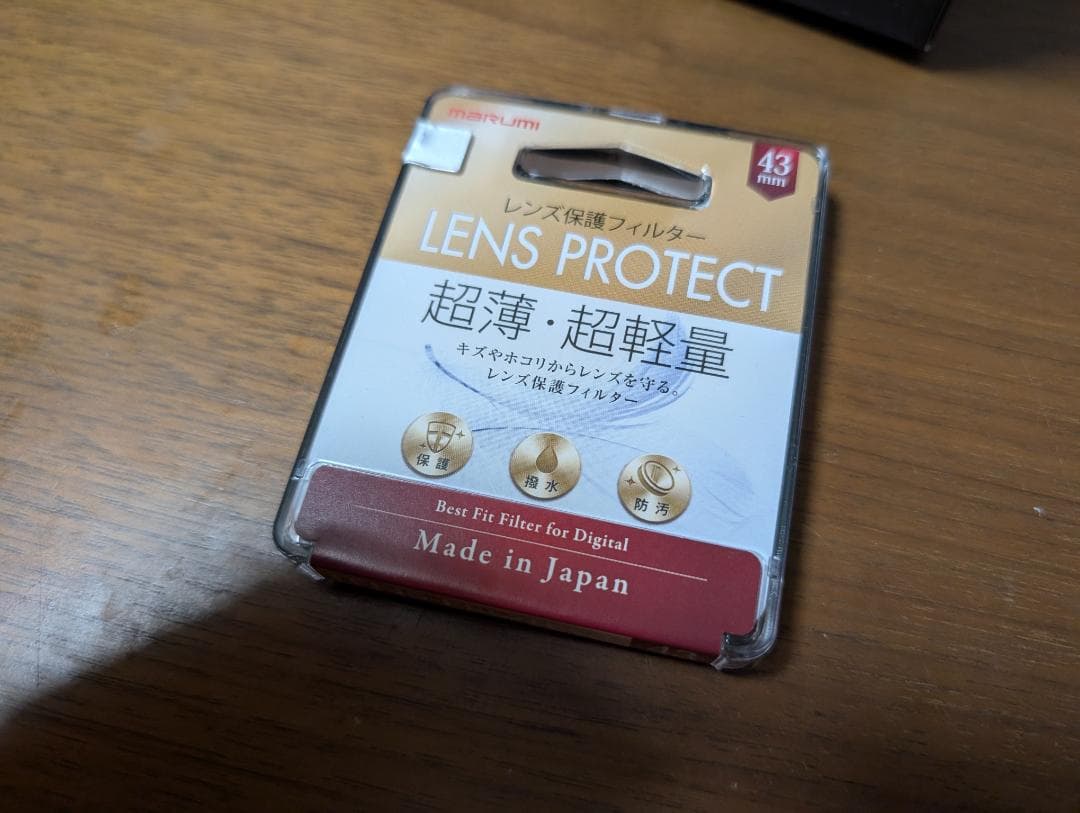 marumi
43
mm
レンズ保護フィルター
LENS PROTECT
超薄・超軽量
キズやホコリからレンズを守る。
レンズ保護フィルター
保護
撥水
防汚
Best Fit Filter for Digital
Made in Japan